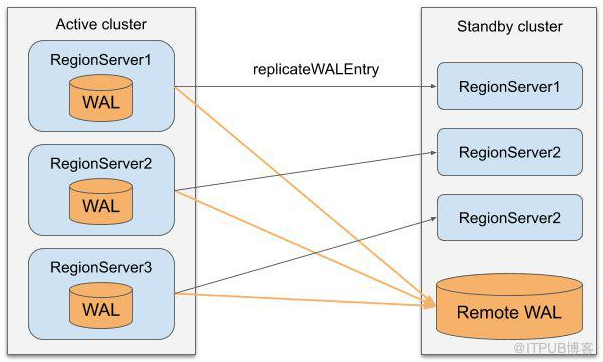 Active cluster
RegionServer1
WAL
RegionServer2
WAL
RegionServer3
WAL
replicateWALEntry
Standby cluster
RegionServer1
RegionServer2
RegionServer2
Remote WAL
@ITPUB博客